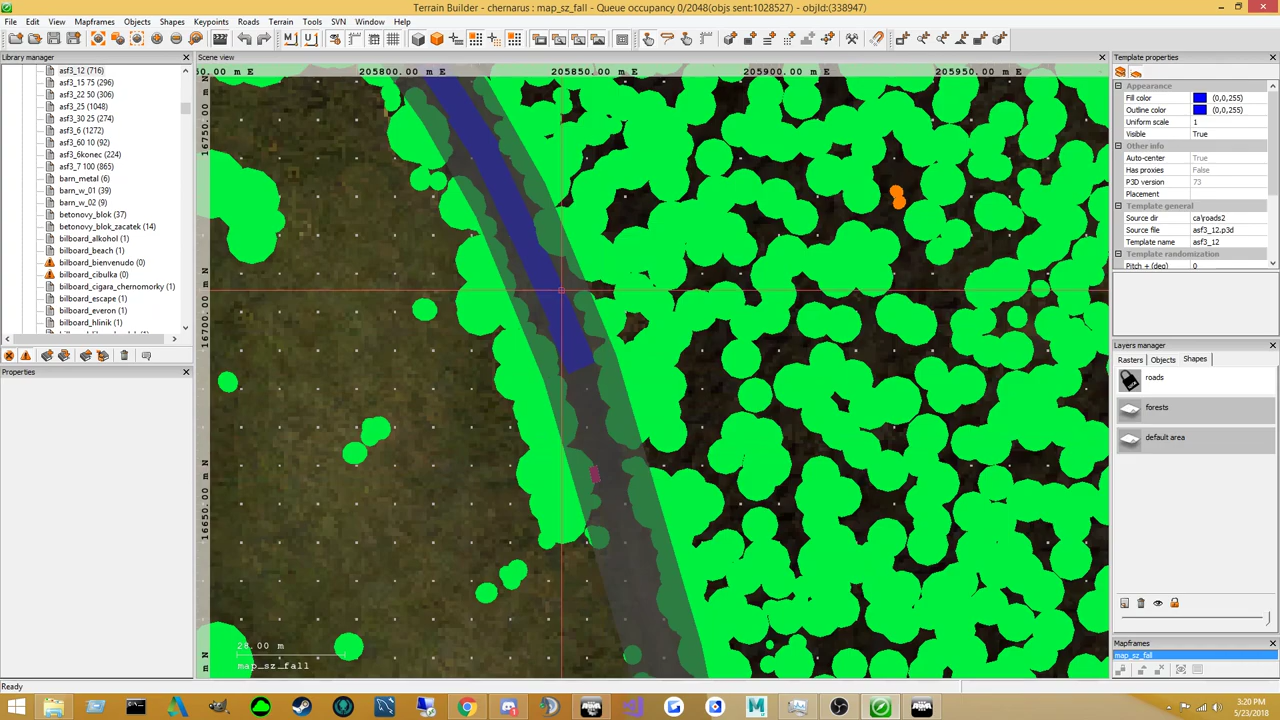 Terrain Builder - chernarus : map_sz_fall - Queue occupancy 0/2048 (objs sent:1028527) - objId:(338947)
File Edit View Mapframes Objects Shapes Keypoints Roads Terrain Tools SVN Window Help
Library manager
asf3_12 (716)
asf3_15 75 (296)
asf3_22 50 (306)
asf3_25 (1048)
asf3_30 25 (274)
asf3_6 (1272)
asf3_60 10 (92)
asf3_6konec (224)
asf3_7 100 (865)
barn_metal (6)
barn_w_01 (39)
barn_w_02 (9)
betonovy_blok (37)
betonovy_blok_zacatek (14)
bilboard_alkohol (1)
bilboard_beach (1)
bilboard_bienvenudo (0)
bilboard_cibulka (0)
bilboard_cigara_chernomorky (1)
bilboard_escape (1)
bilboard_everon (1)
bilboard_hlinik (1)
Properties
Scene view
205800.00 m E
205850.00 m E
205900.00 m E
205950.00 m E
16750.00 m N
16700.00 m N
16650.00 m N
28.00 m
map_sz_fall
Template properties
Appearance
Fill color (0,0,255)
Outline color (0,0,255)
Uniform scale 1
Visible True
Other info
Auto-center True
Has proxies False
P3D version 73
Placement
Template general
Source dir ca\roads2
Source file asf3_12.p3d
Template name asf3_12
Template randomization
Pitch + (deg) 0
Layers manager
Rasters Objects Shapes
roads
forests
default area
Mapframes
map_sz_fall
Ready
3:20 PM
5/23/2018